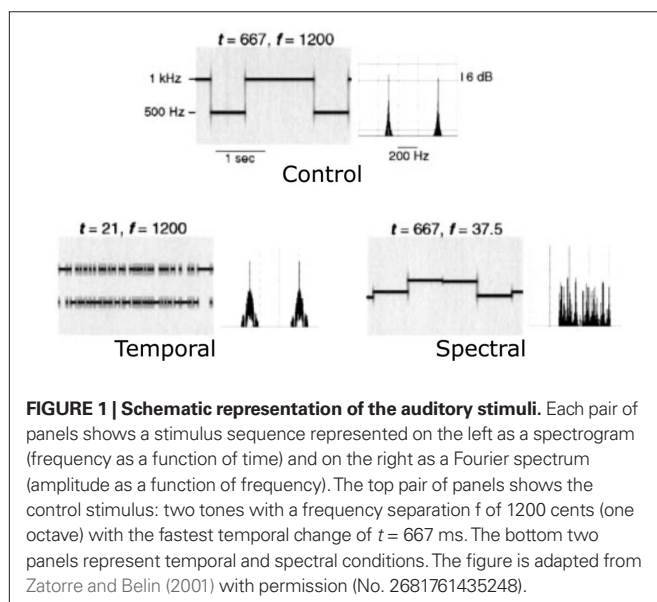 t = 667, f = 1200
1 kHz
500 Hz
1 sec
6 dB
200 Hz
Control
t = 21, f = 1200
Temporal
t = 667, f = 37.5
Spectral
FIGURE 1 | Schematic representation of the auditory stimuli. Each pair of
panels shows a stimulus sequence represented on the left as a spectrogram
(frequency as a function of time) and on the right as a Fourier spectrum
(amplitude as a function of frequency). The top pair of panels shows the
control stimulus: two tones with a frequency separation f of 1200 cents (one
octave) with the fastest temporal change of t = 667 ms. The bottom two
panels represent temporal and spectral conditions. The figure is adapted from
Zatorre and Belin (2001) with permission (No. 2681761435248).